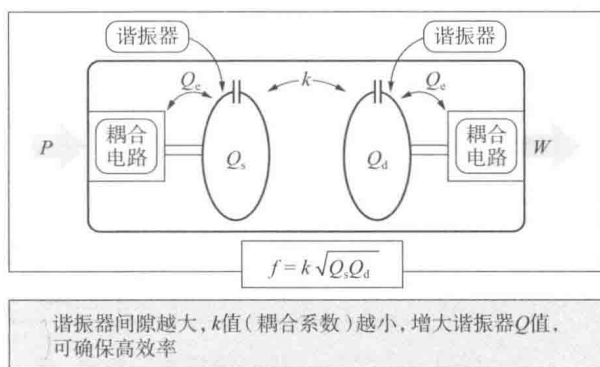 谐振器
谐振器
Qe
k
Qe
耦合
电路
P
Qs
Qd
耦合
电路
W
f = k√QsQd
谐振器间隙越大，k值（耦合系数）越小，增大谐振器Q值，
可确保高效率